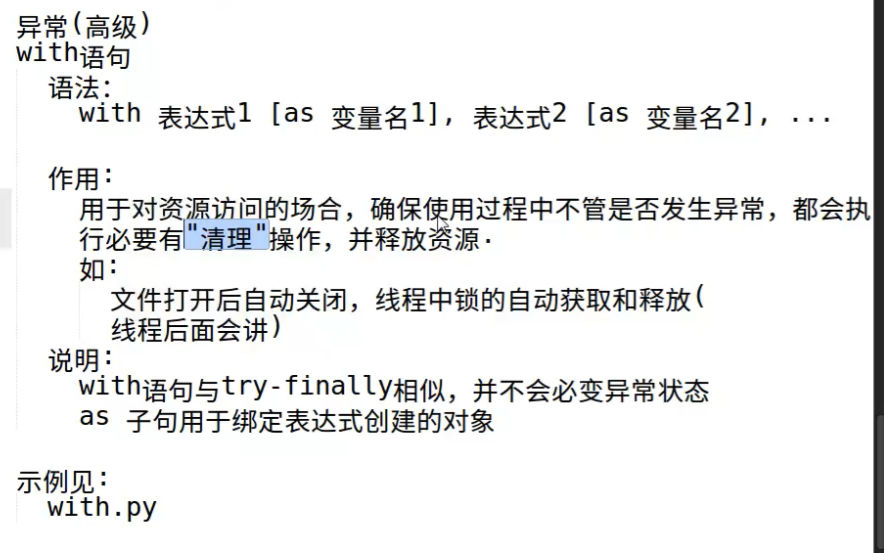 异常(高级)
with语句
语法:
with 表达式1 [as 变量名1], 表达式2 [as 变量名2], ...
作用:
用于对资源访问的场合，确保使用过程中不管是否发生异常，都会执
行必要有"清理"操作，并释放资源.
如:
文件打开后自动关闭，线程中锁的自动获取和释放(
线程后面会讲)
说明:
with语句与try-finally相似，并不会必变异常状态
as 子句用于绑定表达式创建的对象
示例见:
with.py